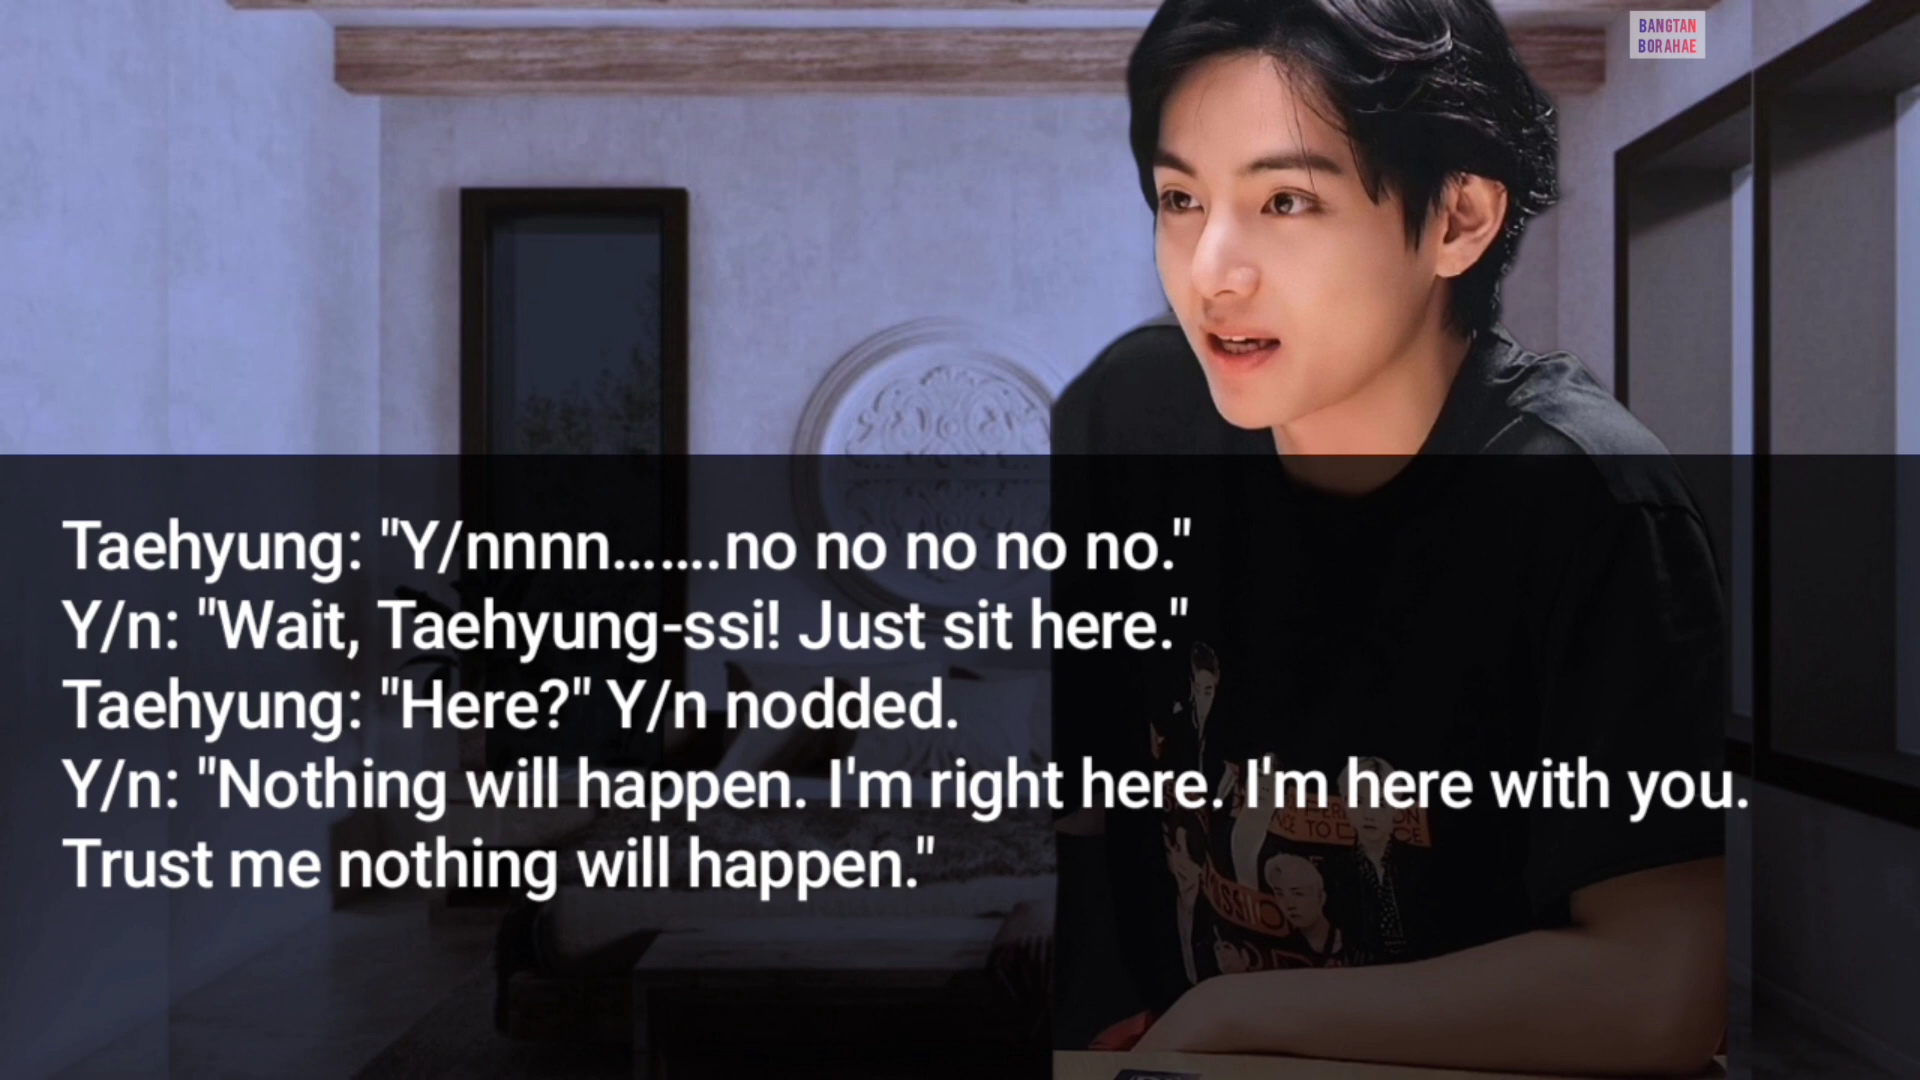 BANGTAN
BORAHAE
Taehyung: "Y/nnnn.......no no no no no."
Y/n: "Wait, Taehyung-ssi! Just sit here."
Taehyung: "Here?" Y/n nodded.
Y/n: "Nothing will happen. I'm right here. I'm here with you.
Trust me nothing will happen."